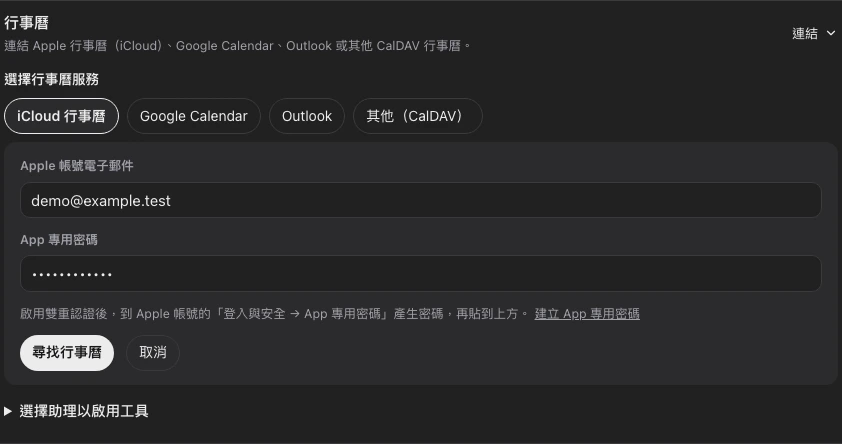 行事曆
連結 Apple 行事曆（iCloud）、Google Calendar、Outlook 或其他 CalDAV 行事曆。
連結
選擇行事曆服務
iCloud 行事曆
Google Calendar
Outlook
其他（CalDAV）
Apple 帳號電子郵件
demo@example.test
App 專用密碼
••••••••••••
啟用雙重認證後，到 Apple 帳號的「登入與安全 → App 專用密碼」產生密碼，再貼到上方。 建立 App 專用密碼
尋找行事曆
取消
選擇助理以啟用工具